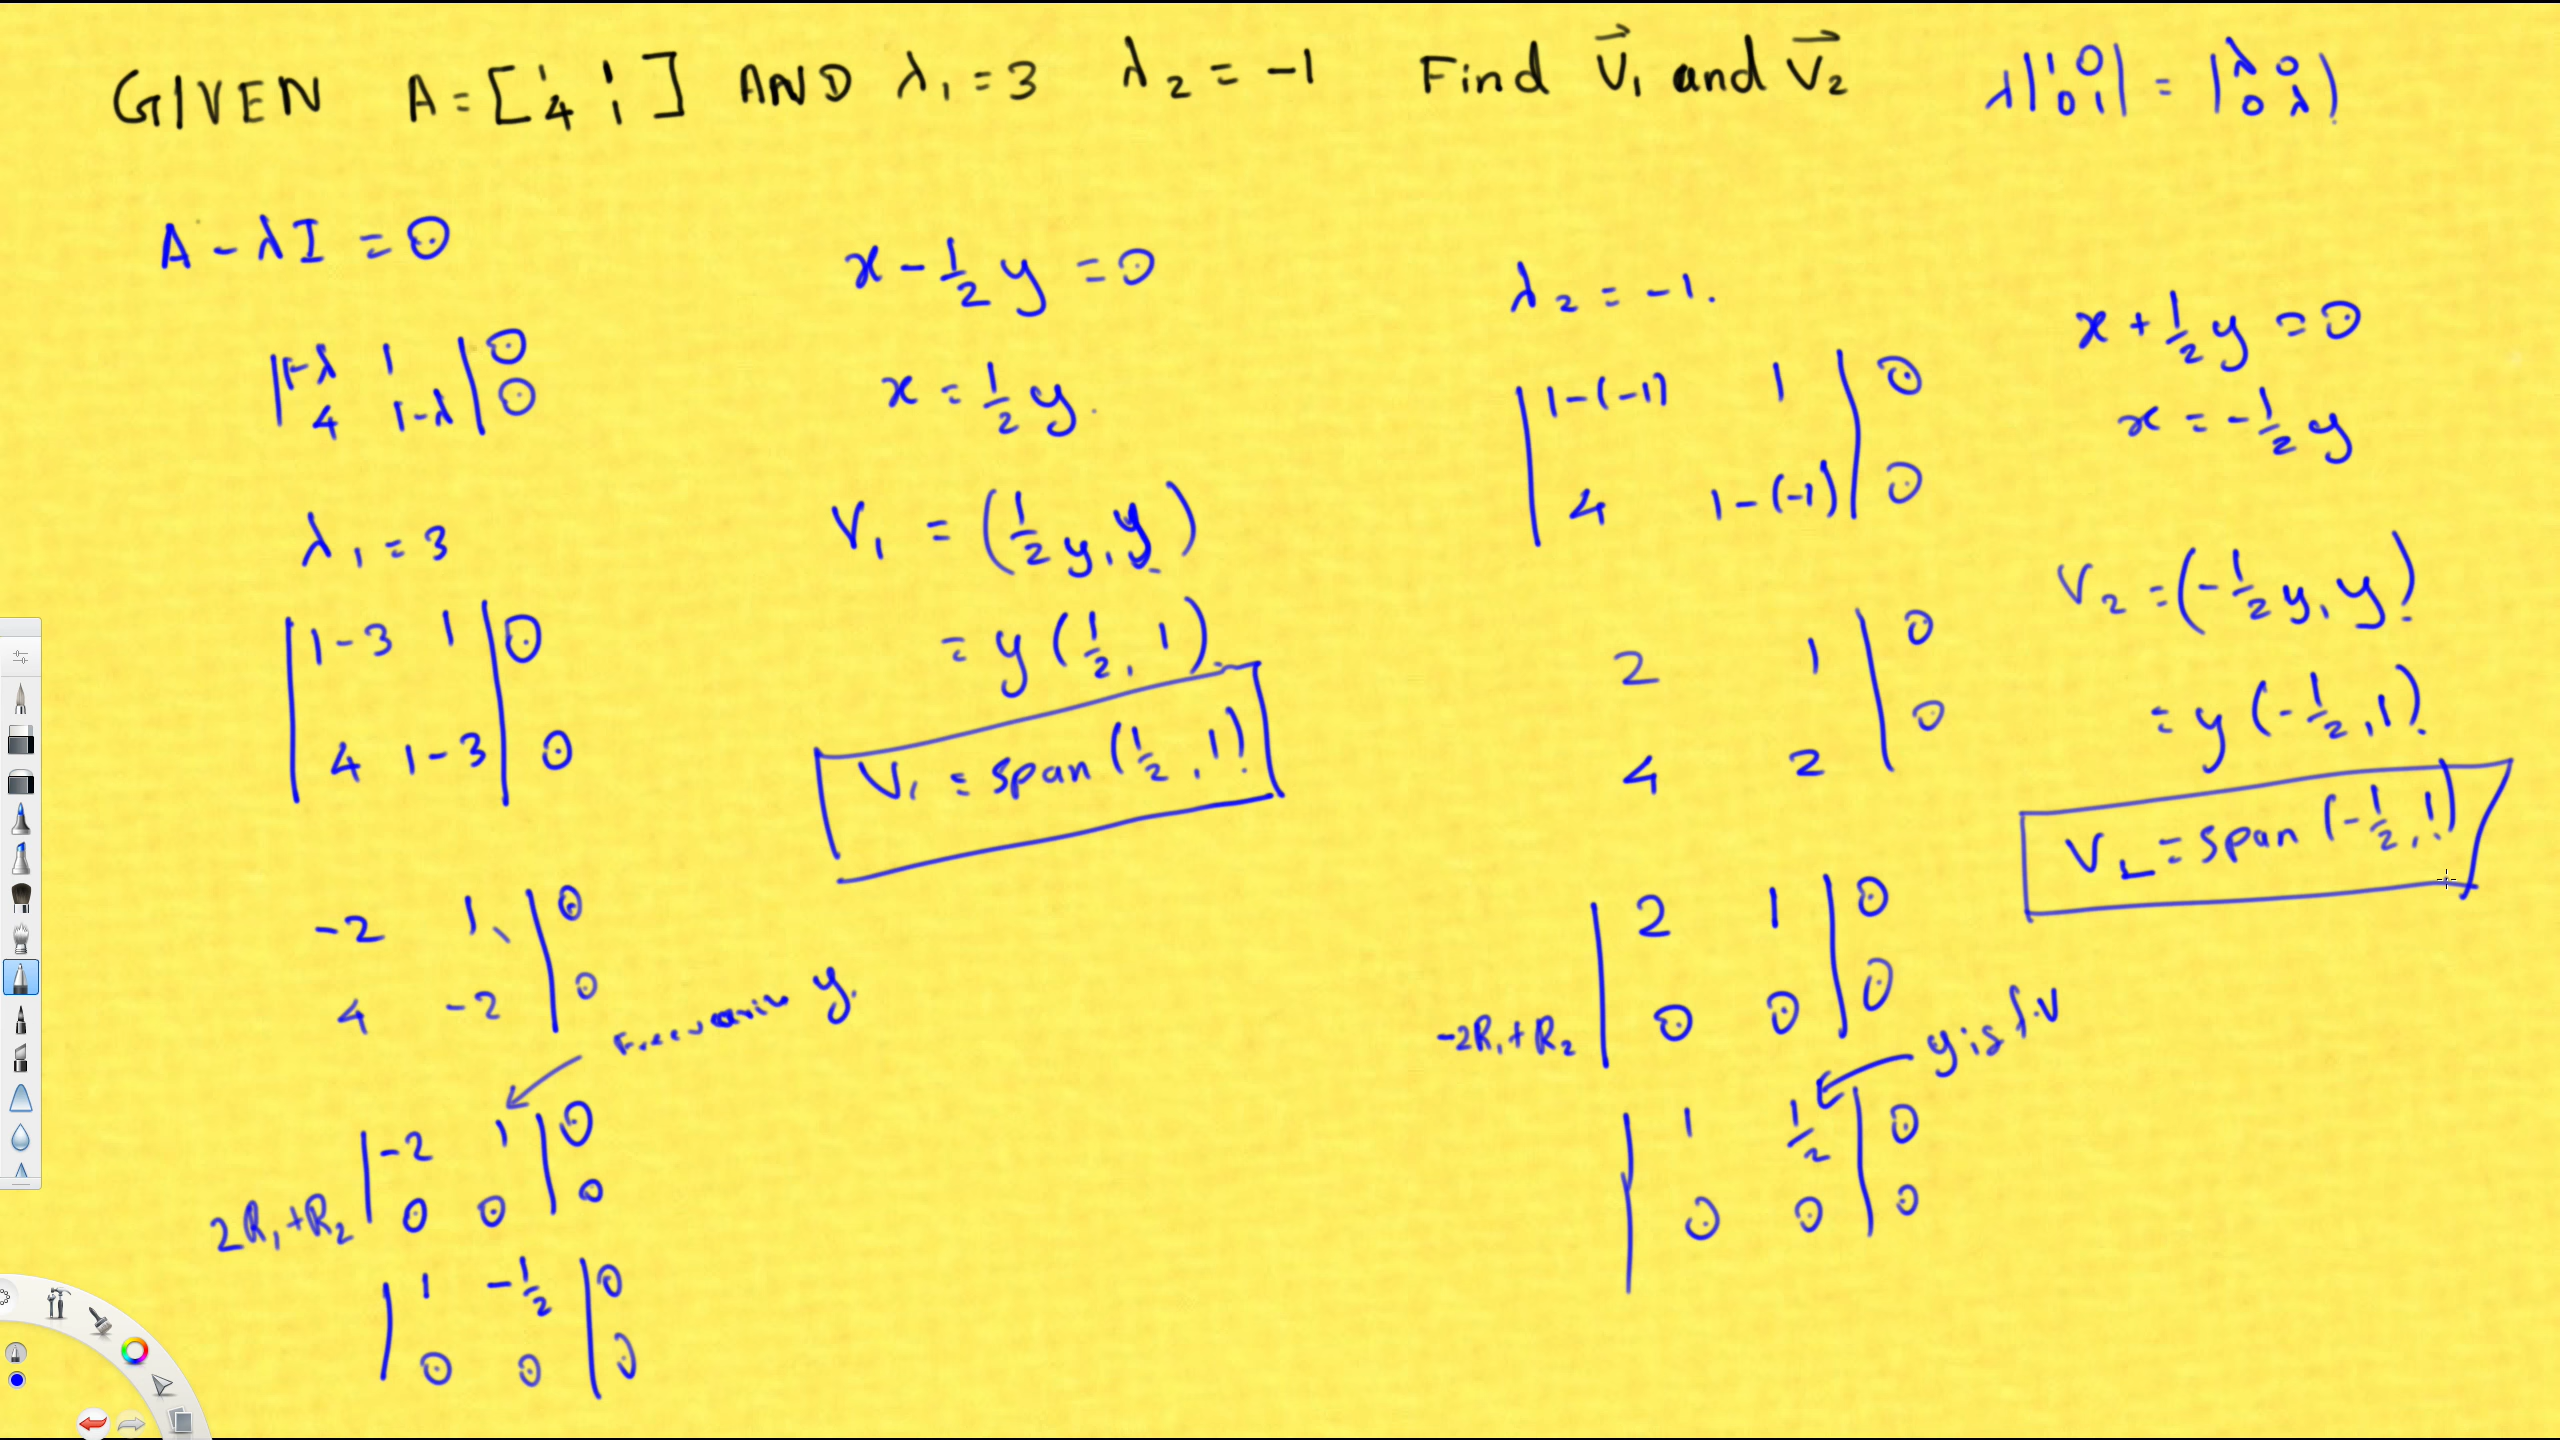 GIVEN A = [1 1 AND λ1 = 3 λ2 = -1 Find V⃗1 and V⃗2
4 1]
λ|1 0| = |λ 0|
|0 1| |0 λ|
A - λI = 0
|1-λ 1 | 0
|4 1-λ | 0
λ1 = 3
|1-3 1 | 0
|4 1-3 | 0
-2 1 | 0
4 -2 | 0
y.
|-2 1 | 0
2R1+R2 |0 0 | 0
|1 -1/2 | 0
|0 0 | 0
x - 1/2 y = 0
x = 1/2 y.
V1 = (1/2 y, y)
= y (1/2, 1).
V1 = span (1/2, 1)
λ2 = -1.
|1-(-1) 1 | 0
|4 1-(-1) | 0
2 1 | 0
4 2 | 0
|2 1 | 0
-2R1+R2 |0 0 | 0
y is f.v
|1 1/2 | 0
|0 0 | 0
x + 1/2 y = 0
x = -1/2 y
V2 = (-1/2 y, y)
= y (-1/2, 1)
V2 = span (-1/2, 1)